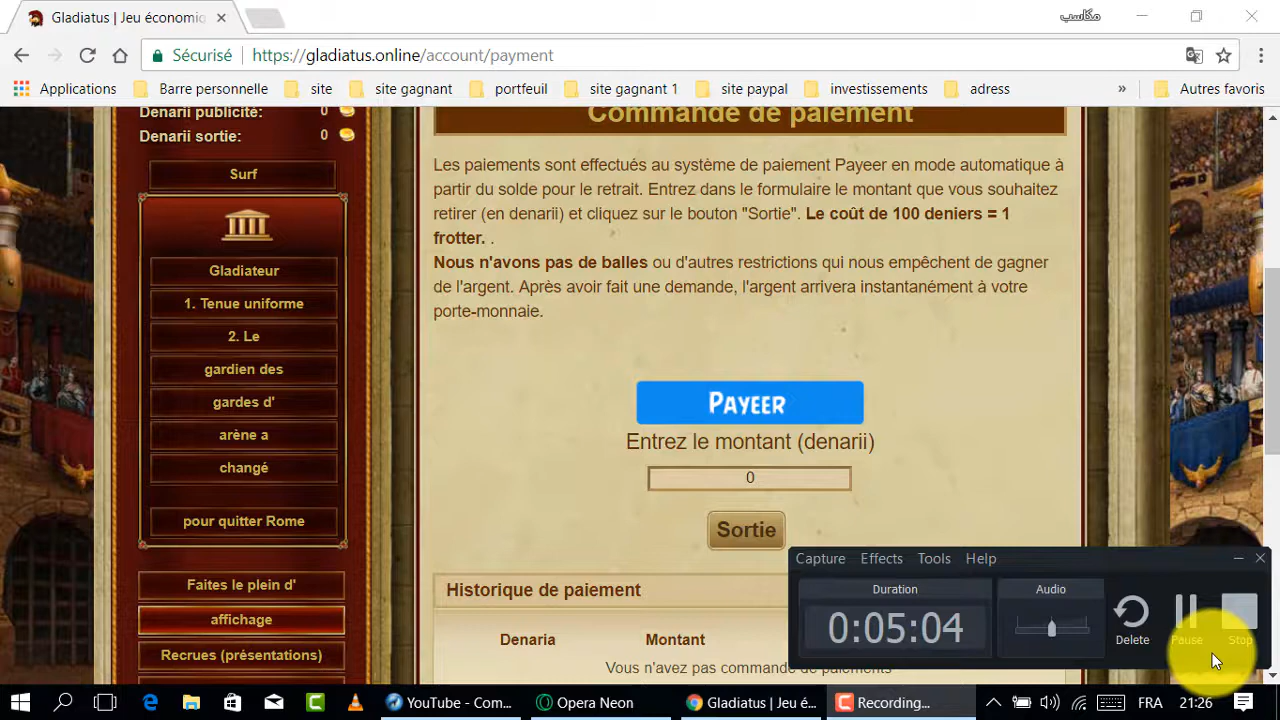 Gladiatus | Jeu économiq
مكاسب
Sécurisé https://gladiatus.online/account/payment
Applications Barre personnelle site site gagnant portfeuil site gagnant 1 site paypal investissements adress » Autres favoris
Denarii publicité: 0
Denarii sortie: 0
Surf
Gladiateur
1. Tenue uniforme
2. Le
gardien des
gardes d'
arène a
changé
pour quitter Rome
Faites le plein d'
affichage
Recrues (présentations)
Commande de paiement
Les paiements sont effectués au système de paiement Payeer en mode automatique à
partir du solde pour le retrait. Entrez dans le formulaire le montant que vous souhaitez
retirer (en denarii) et cliquez sur le bouton "Sortie". Le coût de 100 deniers = 1
frotter. .
Nous n'avons pas de balles ou d'autres restrictions qui nous empêchent de gagner
de l'argent. Après avoir fait une demande, l'argent arrivera instantanément à votre
porte-monnaie.
PAYEER
Entrez le montant (denarii)
0
Sortie
Historique de paiement
Denaria Montant
Vous n'avez pas commande de paiements
Capture Effects Tools Help
Duration Audio
0:05:04
Delete Pause Stop
YouTube - Com... Opera Neon Gladiatus | Jeu é... Recording... FRA 21:26